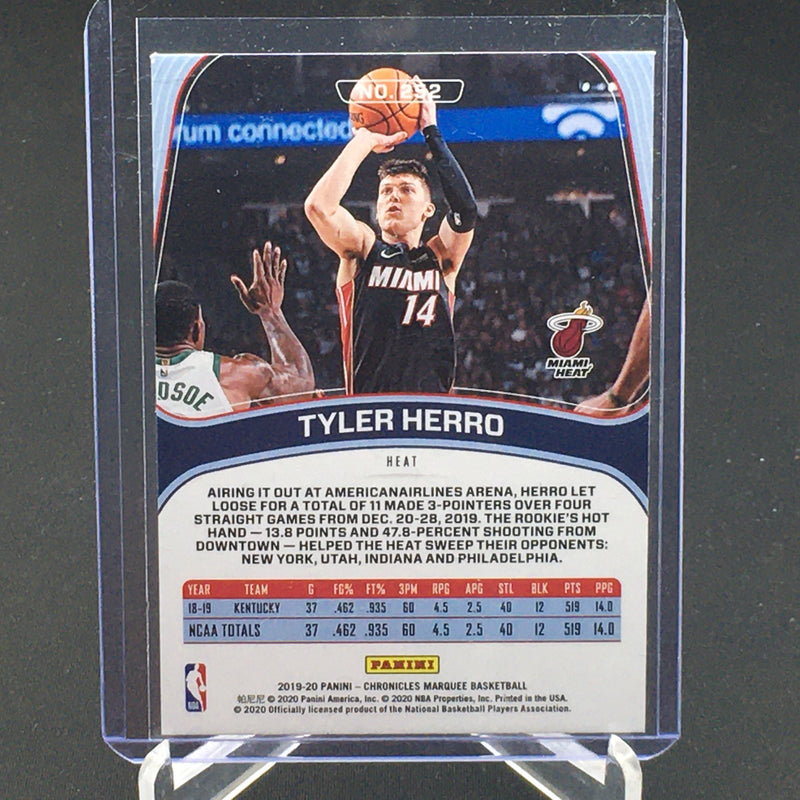 NO. 252
rum connected
MIAMI
14
OSOE
MIAMI
HEAT
TYLER HERRO
HEAT
AIRING IT OUT AT AMERICANAIRLINES ARENA, HERRO LET
LOOSE FOR A TOTAL OF 11 MADE 3-POINTERS OVER FOUR
STRAIGHT GAMES FROM DEC. 20-28, 2019. THE ROOKIE'S HOT
HAND — 13.8 POINTS AND 47.8-PERCENT SHOOTING FROM
DOWNTOWN — HELPED THE HEAT SWEEP THEIR OPPONENTS:
NEW YORK, UTAH, INDIANA AND PHILADELPHIA.
YEAR TEAM G FG% FT% 3PM RPG APG STL BLK PTS PPG
18-19 KENTUCKY 37 .462 .935 60 4.5 2.5 40 12 519 14.0
NCAA TOTALS 37 .462 .935 60 4.5 2.5 40 12 519 14.0
PANINI
NBA
2019-20 PANINI – CHRONICLES MARQUEE BASKETBALL
帕尼尼 © 2020 Panini America, Inc. © 2020 NBA Properties, Inc. Printed in the USA.
© 2020 Officially licensed product of the National Basketball Players Association.